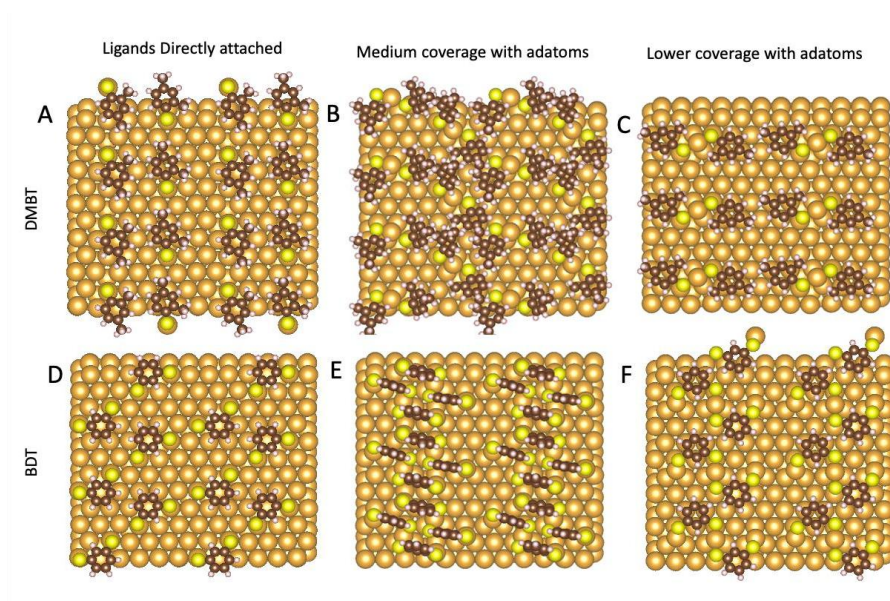 Ligands Directly attached
Medium coverage with adatoms
Lower coverage with adatoms
A
B
C
DMBT
D
E
F
BDT